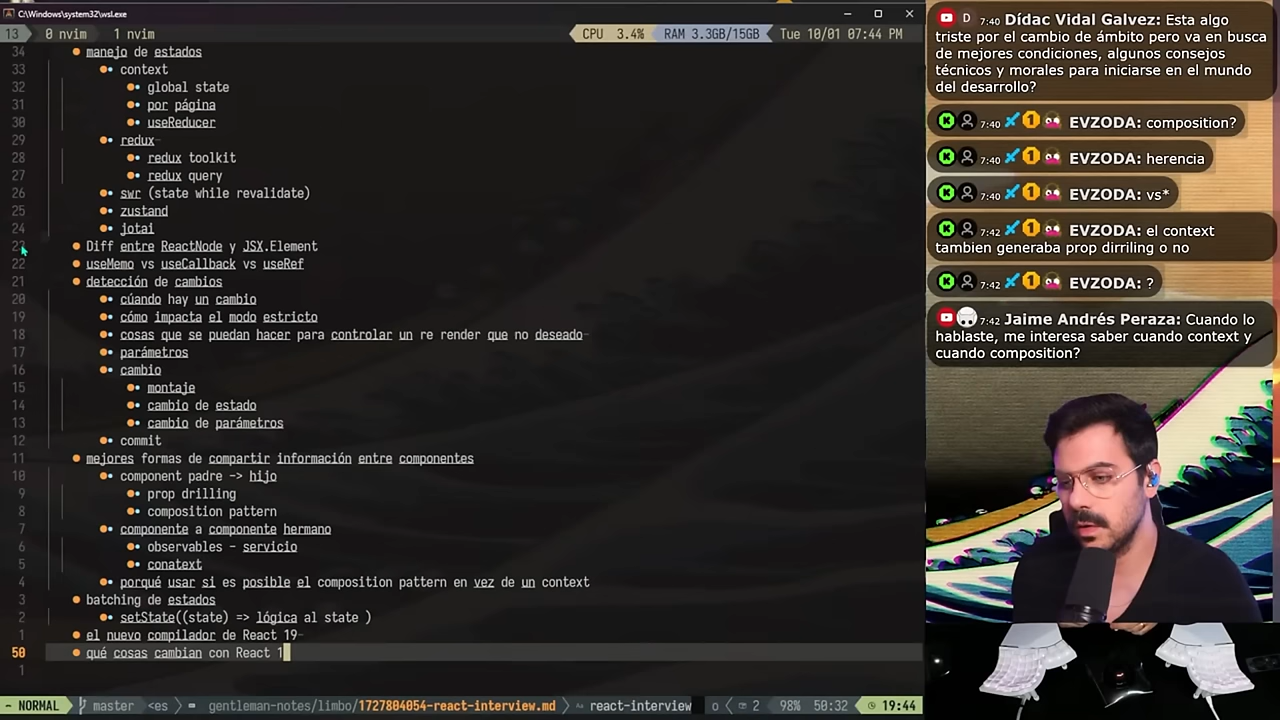 C:\Windows\system32\wsl.exe
13 0 nvim 1 nvim CPU 3.4% RAM 3.3GB/15GB Tue 10/01 07:44 PM
34 manejo de estados
33 context
32 global state
31 por página
30 useReducer
29 redux
28 redux toolkit
27 redux query
26 swr (state while revalidate)
25 zustand
24 jotai
23 Diff entre ReactNode y JSX.Element
22 useMemo vs useCallback vs useRef
21 detección de cambios
20 cúando hay un cambio
19 cómo impacta el modo estricto
18 cosas que se puedan hacer para controlar un re render que no deseado
17 parámetros
16 cambio
15 montaje
14 cambio de estado
13 cambio de parámetros
12 commit
11 mejores formas de compartir información entre componentes
10 component padre -> hijo
9 prop drilling
8 composition pattern
7 componente a componente hermano
6 observables - servicio
5 conatext
4 porqué usar si es posible el composition pattern en vez de un context
3 batching de estados
2 setState((state) => lógica al state )
1 el nuevo compilador de React 19
50 qué cosas cambian con React 1
1
- NORMAL master <es gentleman-notes/limbo/1727804054-react-interview.md react-interview 2 98% 50:32 19:44
D 7:40 Dídac Vidal Galvez: Esta algo
triste por el cambio de ámbito pero va en busca
de mejores condiciones, algunos consejos
técnicos y morales para iniciarse en el mundo
del desarrollo?
7:40 1 EVZODA: composition?
7:40 1 EVZODA: herencia
7:40 1 EVZODA: vs*
7:42 1 EVZODA: el context
tambien generaba prop dirriling o no
7:42 1 EVZODA: ?
7:42 Jaime Andrés Peraza: Cuando lo
hablaste, me interesa saber cuando context y
cuando composition?